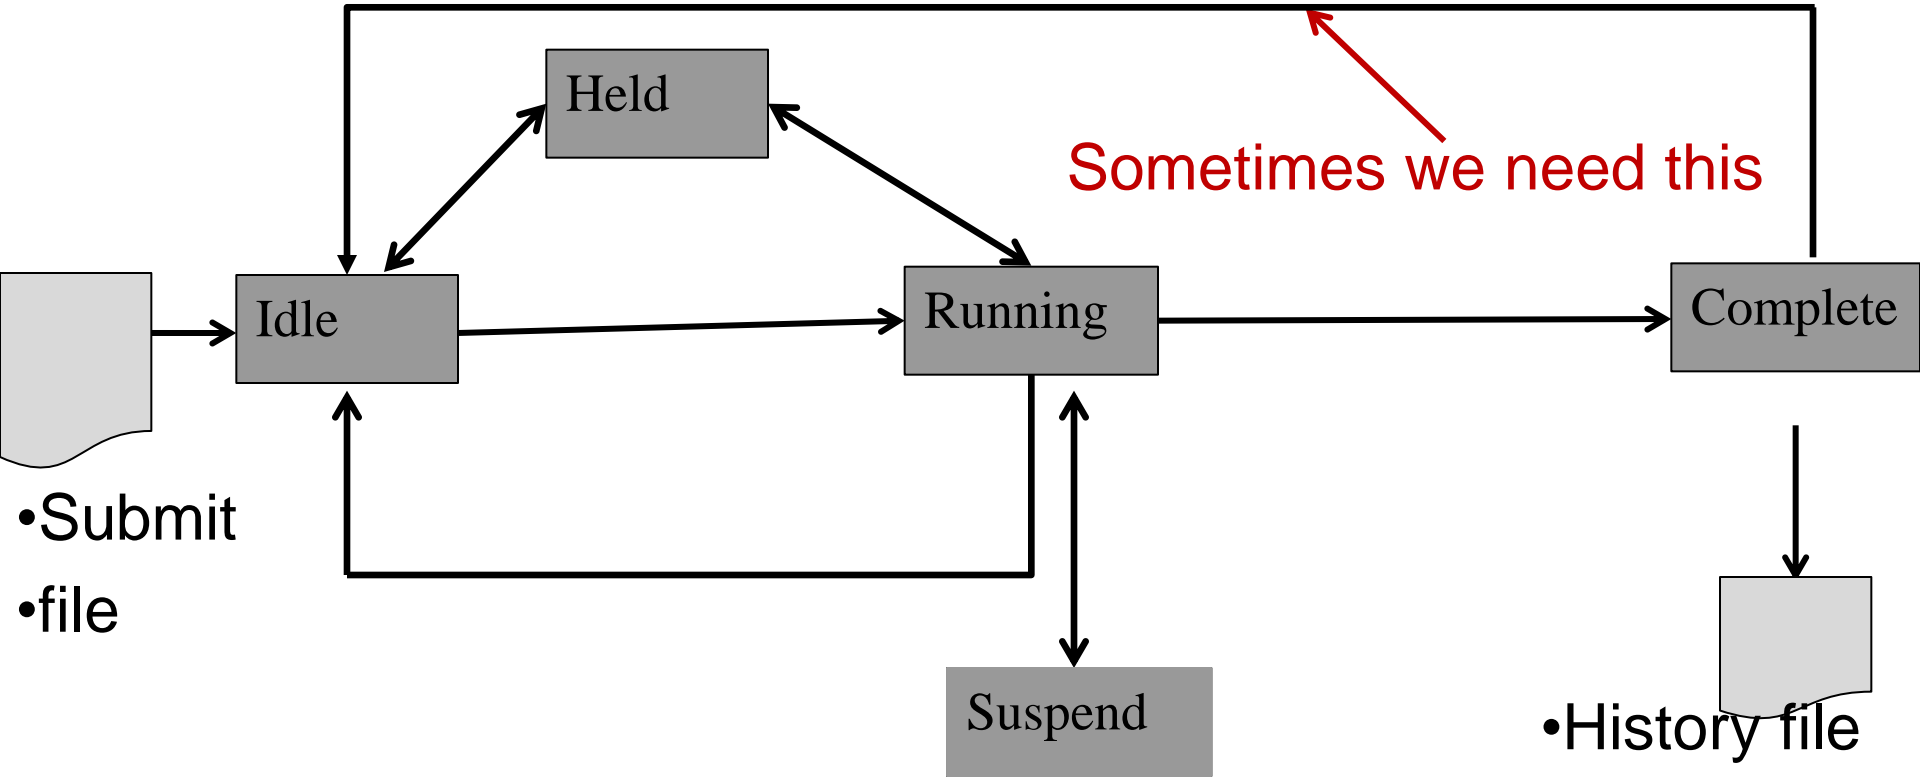 Held
Sometimes we need this
Idle
Running
Complete
•Submit
•file
Suspend
•History file